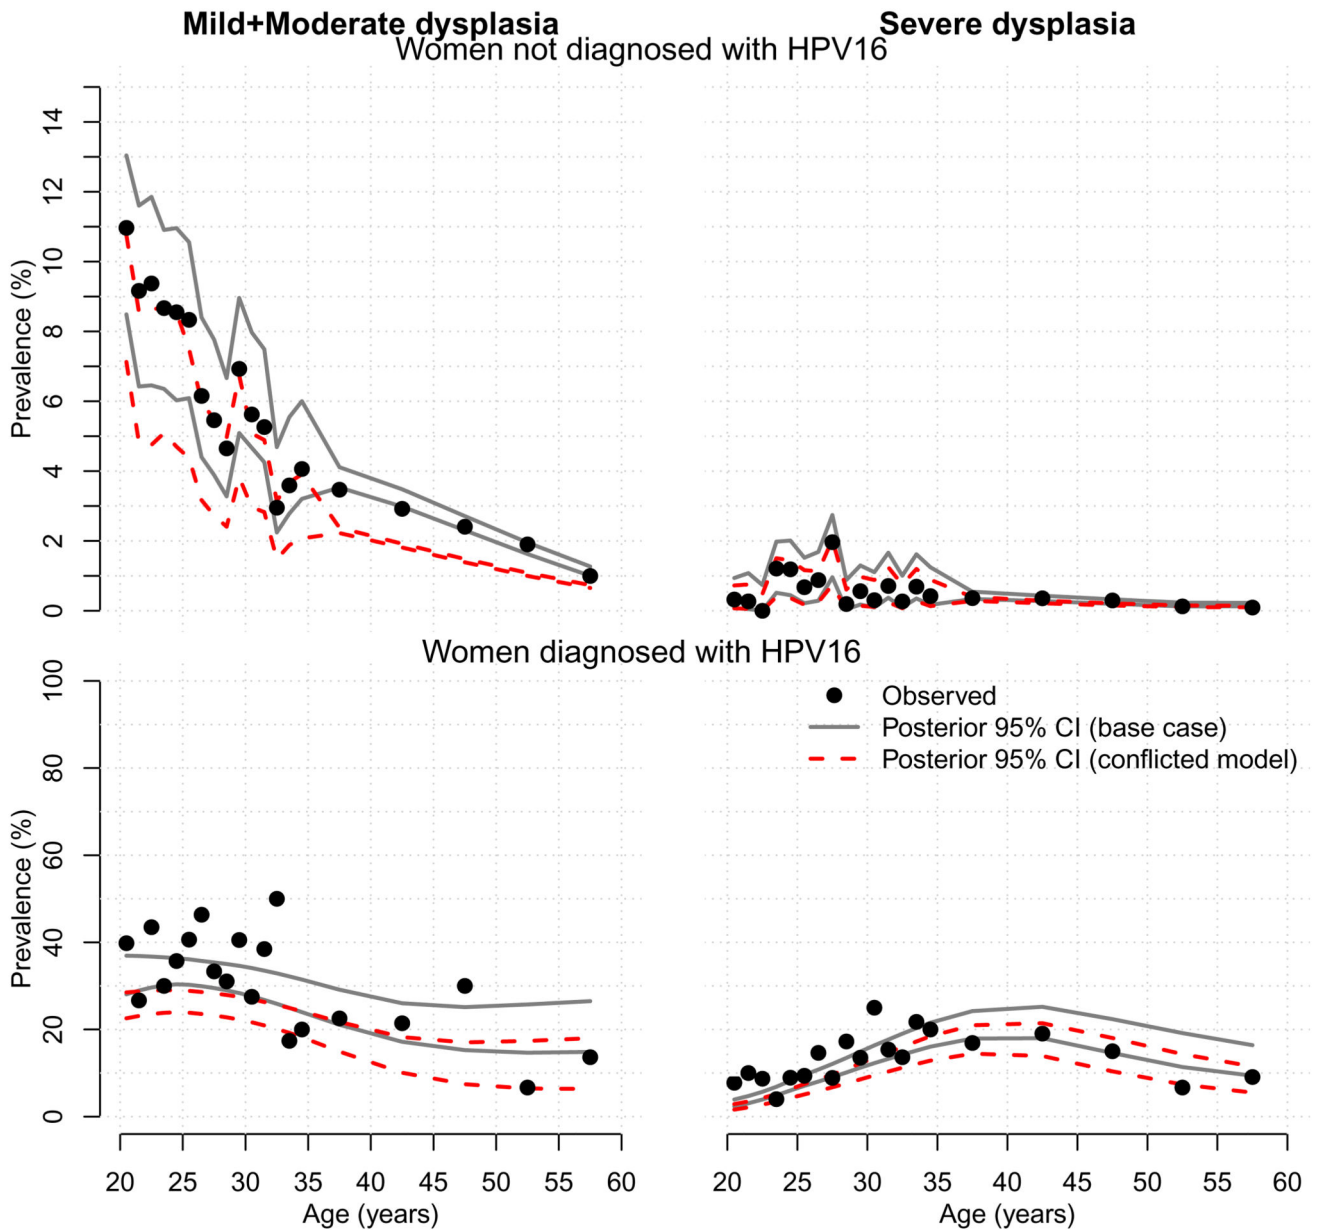 Mild+Moderate dysplasia
Severe dysplasia
Women not diagnosed with HPV16
Prevalence (%)
0 2 4 6 8 10 12 14
Women diagnosed with HPV16
Prevalence (%)
0 20 40 60 80 100
Observed
Posterior 95% CI (base case)
Posterior 95% CI (conflicted model)
20 25 30 35 40 45 50 55 60
20 25 30 35 40 45 50 55 60
Age (years)
Age (years)